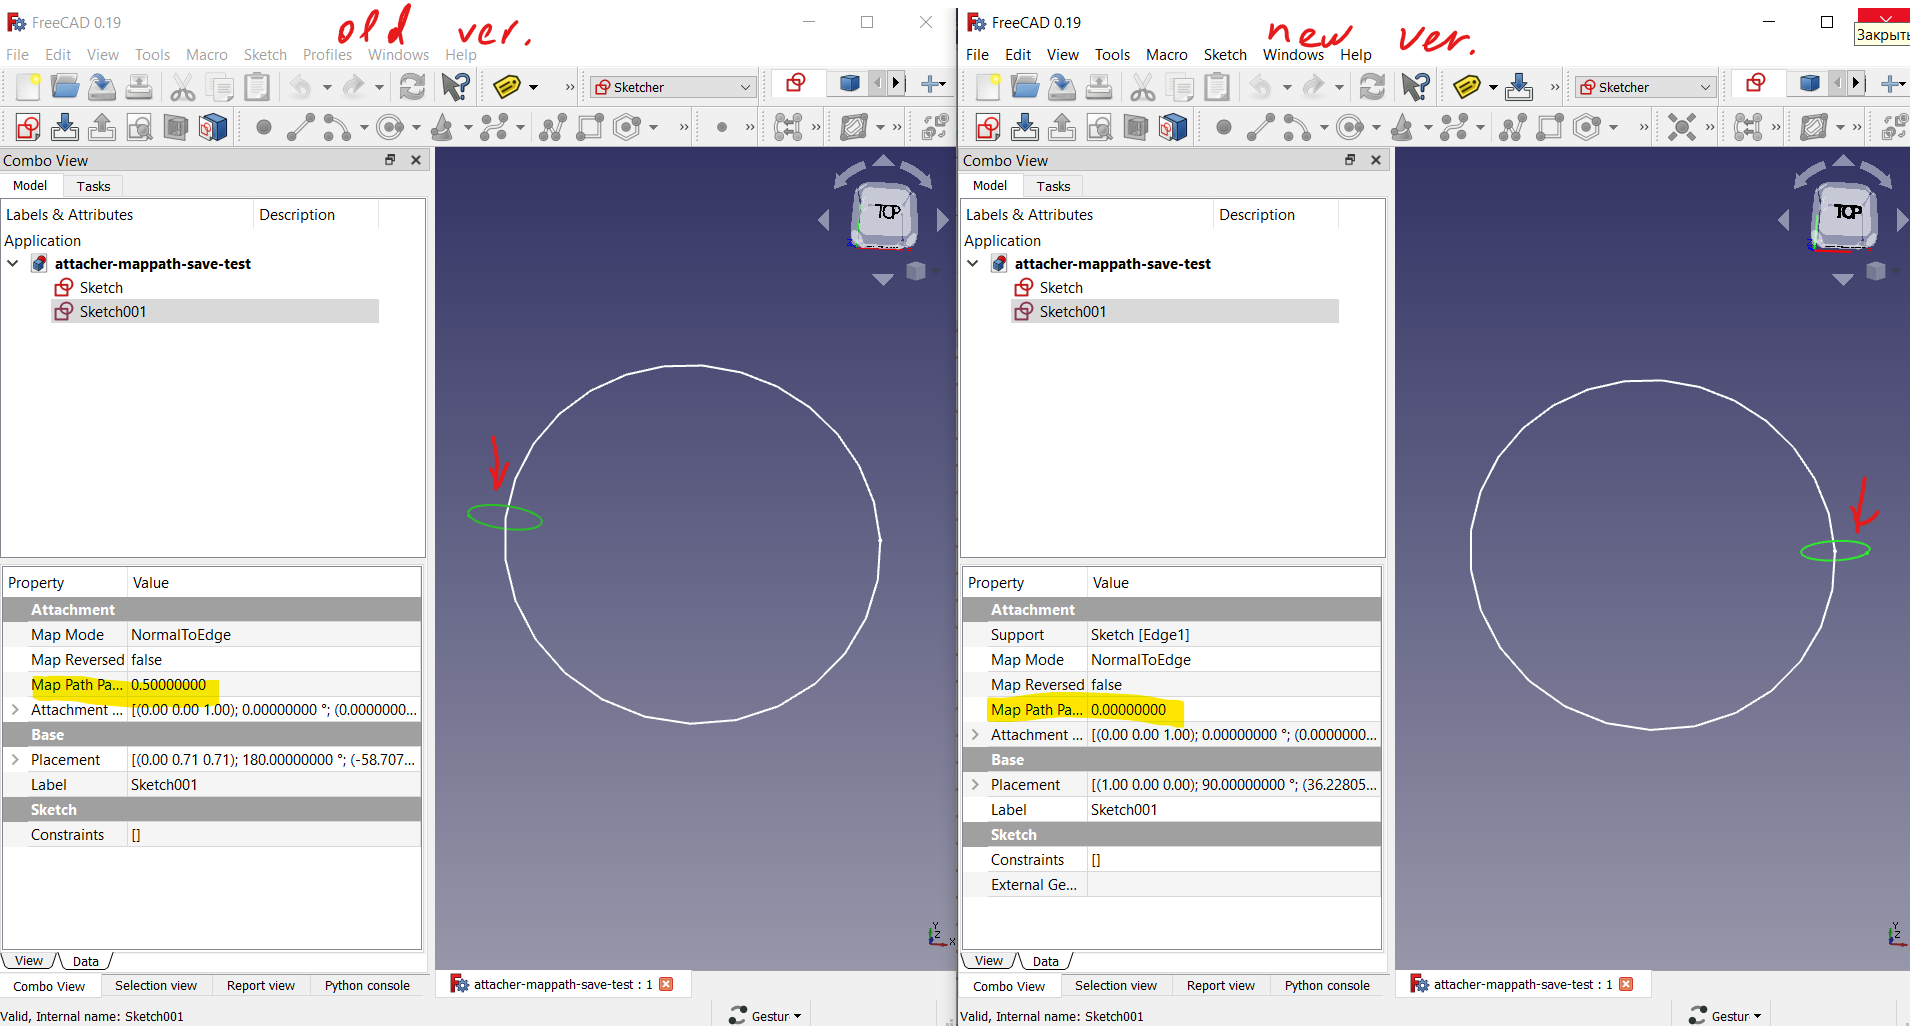 FreeCAD 0.19
old ver.
File Edit View Tools Macro Sketch Profiles Windows Help
Sketcher
Combo View
Model Tasks
Labels & Attributes Description
Application
attacher-mappath-save-test
Sketch
Sketch001
TOP
Property Value
Attachment
Map Mode NormalToEdge
Map Reversed false
Map Path Pa... 0.50000000
Attachment ... [(0.00 0.00 1.00); 0.00000000 °; (0.0000000...
Base
Placement [(0.00 0.71 0.71); 180.00000000 °; (-58.707...
Label Sketch001
Sketch
Constraints []
Y
Z
X
View Data
Combo View Selection view Report view Python console
attacher-mappath-save-test : 1
Valid, Internal name: Sketch001
Gestur
FreeCAD 0.19
new ver.
Закрыть
File Edit View Tools Macro Sketch Windows Help
Sketcher
Combo View
Model Tasks
Labels & Attributes Description
Application
attacher-mappath-save-test
Sketch
Sketch001
TOP
Property Value
Attachment
Support Sketch [Edge1]
Map Mode NormalToEdge
Map Reversed false
Map Path Pa... 0.00000000
Attachment ... [(0.00 0.00 1.00); 0.00000000 °; (0.0000000...
Base
Placement [(1.00 0.00 0.00); 90.00000000 °; (36.22805...
Label Sketch001
Sketch
Constraints []
External Ge...
Y
Z
View Data
Combo View Selection view Report view Python console
attacher-mappath-save-test : 1
Valid, Internal name: Sketch001
Gestur